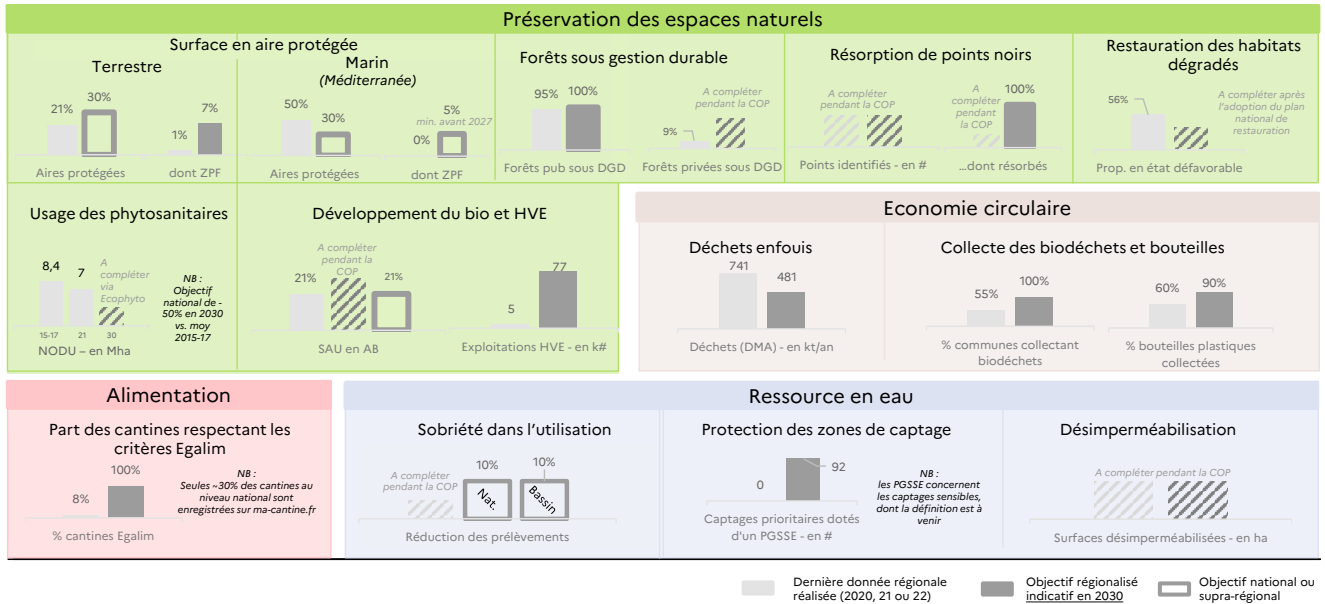 Préservation des espaces naturels
Surface en aire protégée
Terrestre
21%
30%
Aires protégées
1%
7%
dont ZPF
Marin
(Méditerranée)
50%
30%
Aires protégées
0%
5%
min. avant 2027
dont ZPF
Forêts sous gestion durable
95%
100%
Forêts pub sous DGD
9%
A compléter
pendant la COP
Forêts privées sous DGD
Résorption de points noirs
A compléter
pendant la COP
Points identifiés - en #
A
compléter
pendant
la COP
100%
...dont résorbés
Restauration des habitats
dégradés
56%
A compléter après
l'adoption du plan
national de
restauration
Prop. en état défavorable
Usage des phytosanitaires
8,4
7
A
compléter
via
Ecophyto
15-17
21
30
NODU – en Mha
NB :
Objectif
national de -
50% en 2030
vs. moy
2015-17
Développement du bio et HVE
21%
A compléter
pendant la
COP
21%
SAU en AB
5
77
Exploitations HVE - en k#
Economie circulaire
Déchets enfouis
741
481
Déchets (DMA) - en kt/an
Collecte des biodéchets et bouteilles
55%
100%
% communes collectant
biodéchets
60%
90%
% bouteilles plastiques
collectées
Alimentation
Part des cantines respectant les
critères Egalim
8%
100%
% cantines Egalim
NB :
Seules ~30% des cantines au
niveau national sont
enregistrées sur ma-cantine.fr
Ressource en eau
Sobriété dans l'utilisation
A compléter
pendant la COP
10%
Nat.
10%
Bassin
Réduction des prélèvements
Protection des zones de captage
0
92
Captages prioritaires dotés
d'un PGSSE - en #
NB :
les PGSSE concernent
les captages sensibles,
dont la définition est à
venir
Désimperméabilisation
A compléter pendant la COP
Surfaces désimperméabilisées - en ha
Dernière donnée régionale
réalisée (2020, 21 ou 22)
Objectif régionalisé
indicatif en 2030
Objectif national ou
supra-régional